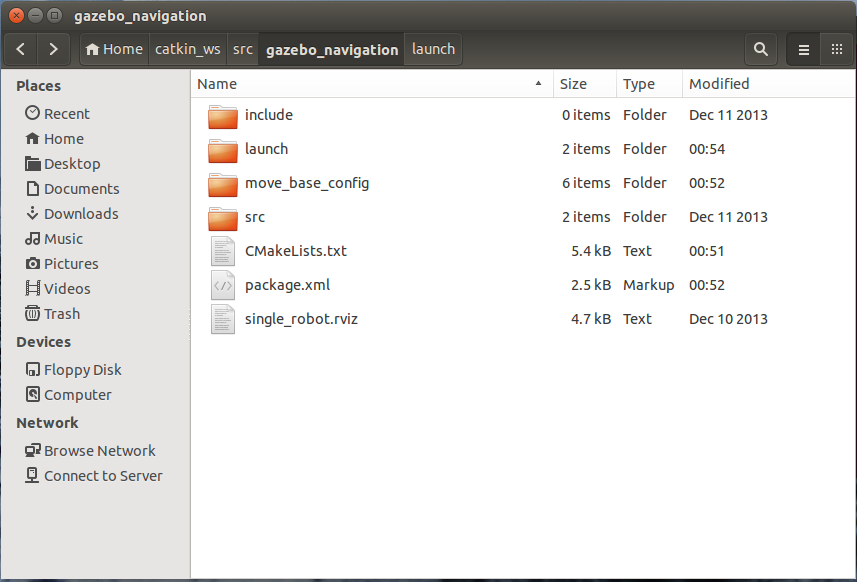 gazebo_navigation
Home catkin_ws src gazebo_navigation launch
Places
Recent
Home
Desktop
Documents
Downloads
Music
Pictures
Videos
Trash
Devices
Floppy Disk
Computer
Network
Browse Network
Connect to Server
Name Size Type Modified
include 0 items Folder Dec 11 2013
launch 2 items Folder 00:54
move_base_config 6 items Folder 00:52
src 2 items Folder Dec 11 2013
CMakeLists.txt 5.4 kB Text 00:51
package.xml 2.5 kB Markup 00:52
single_robot.rviz 4.7 kB Text Dec 10 2013